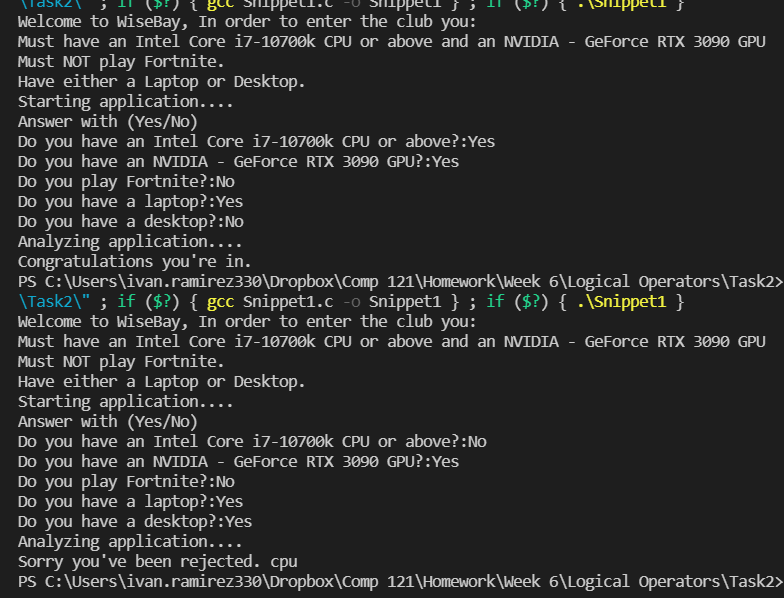 \Task2\" ; if ($?) { gcc Snippet1.c -o Snippet1 } ; if ($?) { .\Snippet1 }
Welcome to WiseBay, In order to enter the club you:
Must have an Intel Core i7-10700k CPU or above and an NVIDIA - GeForce RTX 3090 GPU
Must NOT play Fortnite.
Have either a Laptop or Desktop.
Starting application....
Answer with (Yes/No)
Do you have an Intel Core i7-10700k CPU or above?:Yes
Do you have an NVIDIA - GeForce RTX 3090 GPU?:Yes
Do you play Fortnite?:No
Do you have a laptop?:Yes
Do you have a desktop?:No
Analyzing application....
Congratulations you're in.
PS C:\Users\ivan.ramirez330\Dropbox\Comp 121\Homework\Week 6\Logical Operators\Task2>
\Task2\" ; if ($?) { gcc Snippet1.c -o Snippet1 } ; if ($?) { .\Snippet1 }
Welcome to WiseBay, In order to enter the club you:
Must have an Intel Core i7-10700k CPU or above and an NVIDIA - GeForce RTX 3090 GPU
Must NOT play Fortnite.
Have either a Laptop or Desktop.
Starting application....
Answer with (Yes/No)
Do you have an Intel Core i7-10700k CPU or above?:No
Do you have an NVIDIA - GeForce RTX 3090 GPU?:Yes
Do you play Fortnite?:No
Do you have a laptop?:Yes
Do you have a desktop?:Yes
Analyzing application....
Sorry you've been rejected. cpu
PS C:\Users\ivan.ramirez330\Dropbox\Comp 121\Homework\Week 6\Logical Operators\Task2>